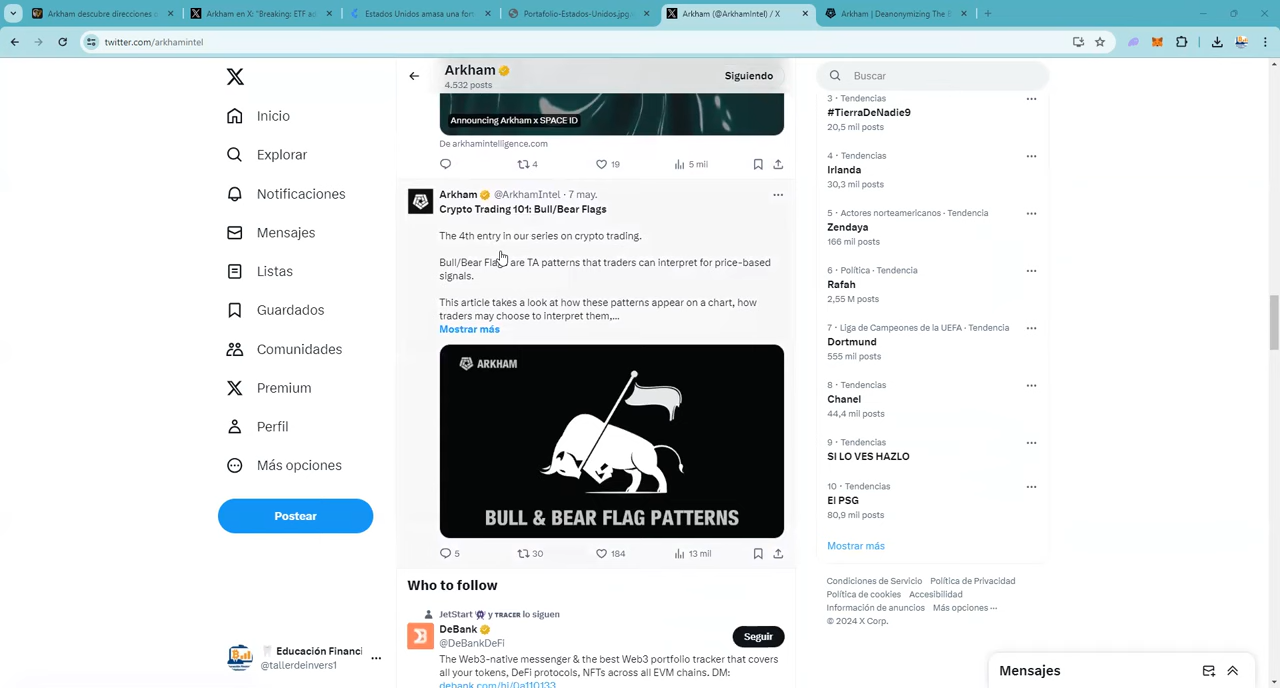 Arkham descubre direcciones
Arkham en X: "Breaking: ETF ad
Estados Unidos amasa una fort
Portafolio-Estados-Unidos.jpg
Arkham (@ArkhamIntel) / X
Arkham | Deanonymizing The B
twitter.com/arkhamintel
Arkham
4.532 posts
Siguiendo
Buscar
Inicio
Explorar
Notificaciones
Mensajes
Listas
Guardados
Comunidades
Premium
Perfil
Más opciones
Postear
Educación Financi
@tallerdeinvers1
Announcing Arkham x SPACE ID
De arkhamintelligence.com
4 19 5 mil
Arkham @ArkhamIntel · 7 may.
Crypto Trading 101: Bull/Bear Flags
The 4th entry in our series on crypto trading.
Bull/Bear Flags are TA patterns that traders can interpret for price-based
signals.
This article takes a look at how these patterns appear on a chart, how
traders may choose to interpret them,...
Mostrar más
ARKHAM
BULL & BEAR FLAG PATTERNS
5 30 184 13 mil
Who to follow
JetStart y TRACER lo siguen
DeBank
@DeBankDeFi
Seguir
The Web3-native messenger & the best Web3 portfolio tracker that covers
all your tokens, DeFi protocols, NFTs across all EVM chains. DM:
debank.com/hi/0a110133
3 · Tendencias
#TierraDeNadie9
20,5 mil posts
4 · Tendencias
Irlanda
30,3 mil posts
5 · Actores norteamericanos · Tendencia
Zendaya
166 mil posts
6 · Política · Tendencia
Rafah
2,55 M posts
7 · Liga de Campeones de la UEFA · Tendencia
Dortmund
555 mil posts
8 · Tendencias
Chanel
44,4 mil posts
9 · Tendencias
SI LO VES HAZLO
10 · Tendencias
El PSG
80,9 mil posts
Mostrar más
Condiciones de Servicio Política de Privacidad
Política de cookies Accesibilidad
Información de anuncios Más opciones ···
© 2024 X Corp.
Mensajes